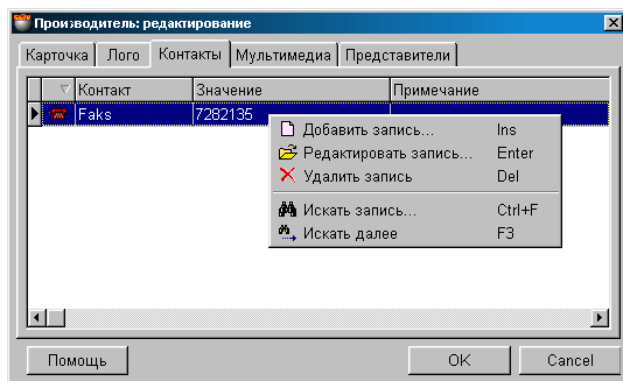 Производитель: редактирование
Карточка Лого Контакты Мультимедиа Представители
Контакт Значение Примечание
Faks 7282135
Добавить запись... Ins
Редактировать запись... Enter
Удалить запись Del
Искать запись... Ctrl+F
Искать далее F3
Помощь OK Cancel